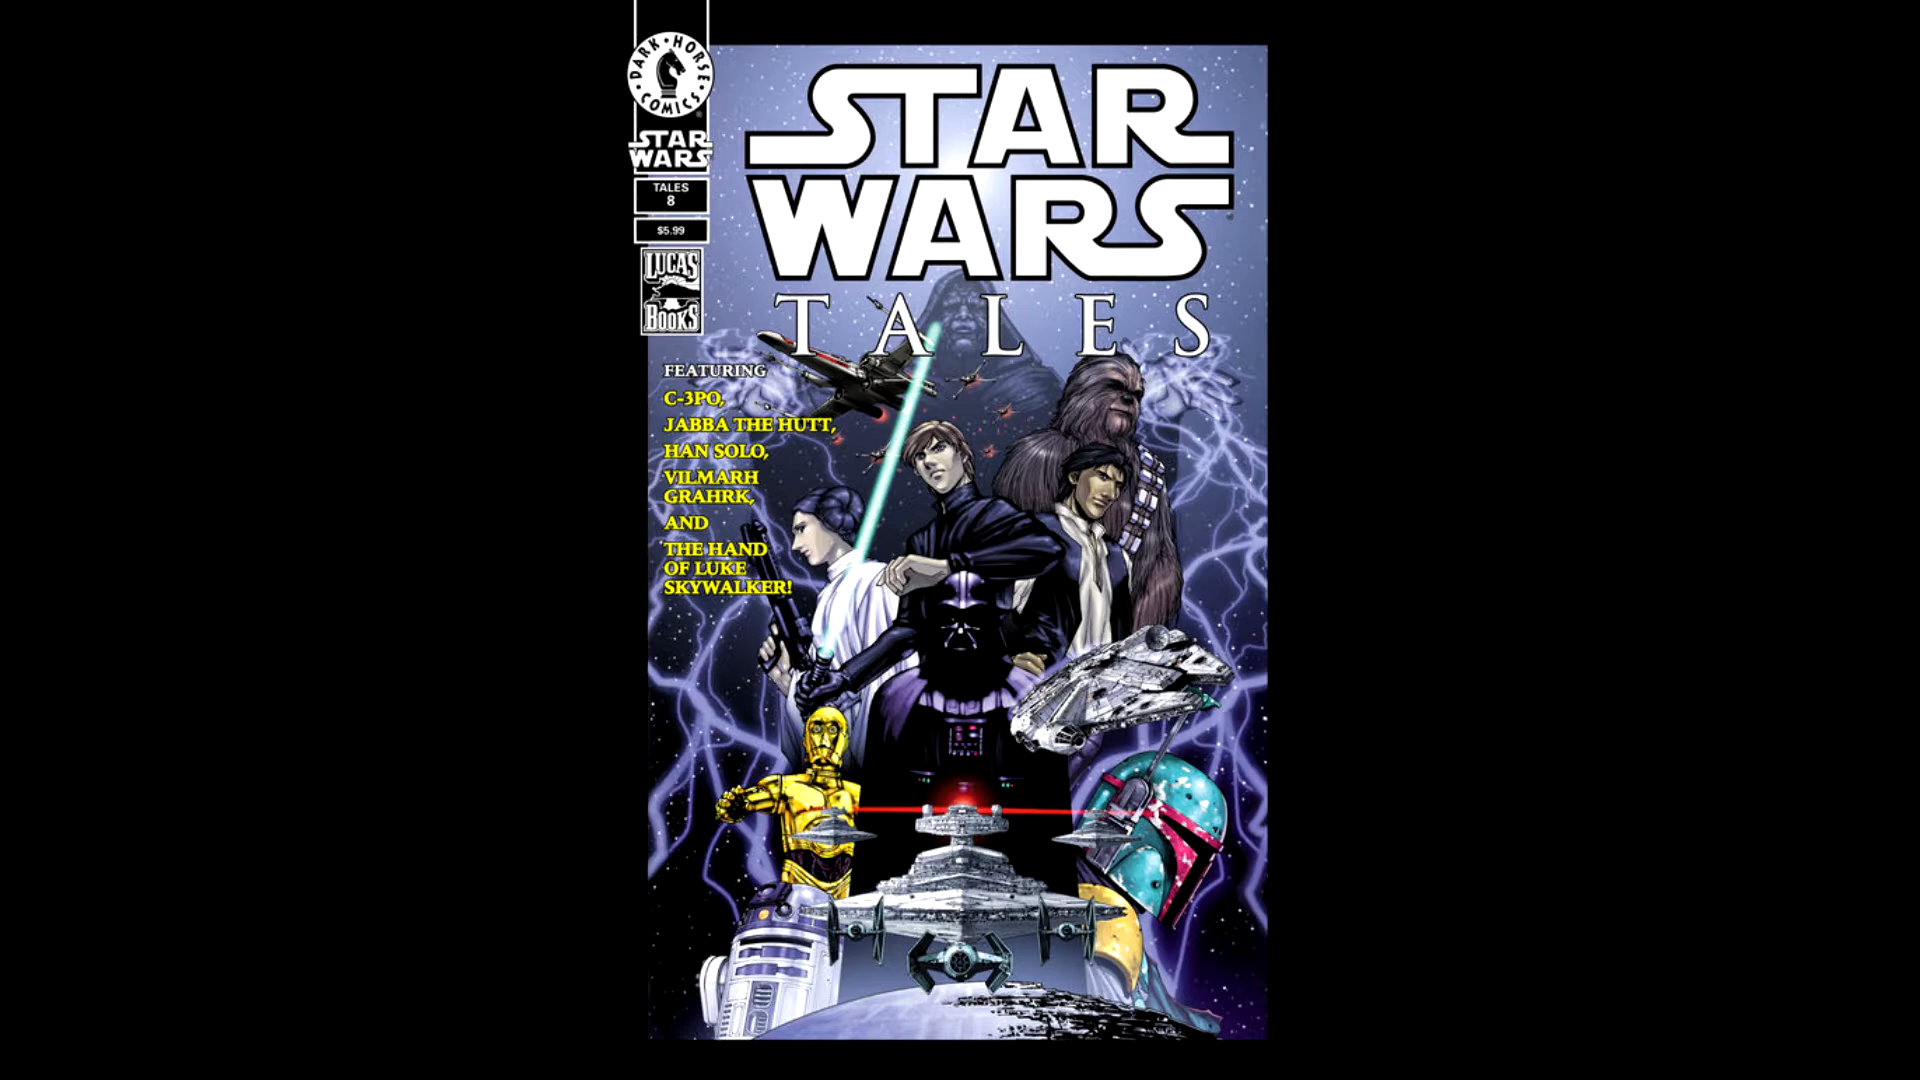 DARK • HORSE
• COMICS •
STAR
WARS
TALES
8
$5.99
LUCAS
BOOKS
STAR
WARS
TALES
FEATURING
C-3PO,
JABBA THE HUTT,
HAN SOLO,
VILMARH
GRAHRK,
AND
THE HAND
OF LUKE
SKYWALKER!